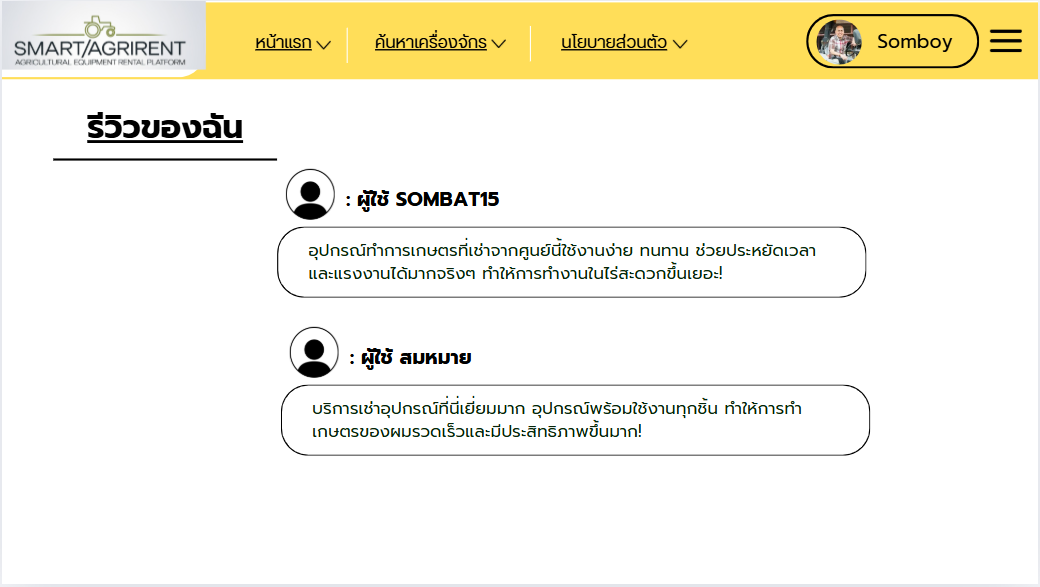 SMART/AGRIRENT
AGRICULTURAL EQUIPMENT RENTAL PLATFORM
หน้าแรก
ค้นหาเครื่องจักร
นโยบายส่วนตัว
Somboy
รีวิวของฉัน
: ผู้ใช้ SOMBAT15
อุปกรณ์ทำการเกษตรที่เช่าจากศูนย์นี้ใช้งานง่าย ทนทาน ช่วยประหยัดเวลา
และแรงงานได้มากจริงๆ ทำให้การทำงานในไร่สะดวกขึ้นเยอะ!
: ผู้ใช้ สมหมาย
บริการเช่าอุปกรณ์ที่นี่เยี่ยมมาก อุปกรณ์พร้อมใช้งานทุกชิ้น ทำให้การทำ
เกษตรของผมรวดเร็วและมีประสิทธิภาพขึ้นมาก!